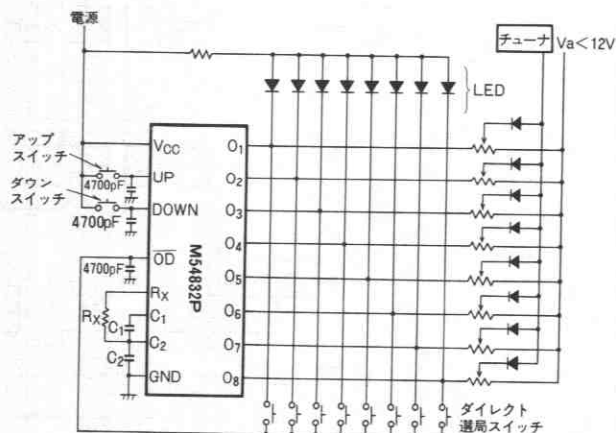 電源
チューナ
Va<12V
LED
アップ
スイッチ
ダウン
スイッチ
4700pF
4700pF
4700pF
VCC
UP
DOWN
OD
RX
C1
C2
GND
M54832P
O1
O2
O3
O4
O5
O6
O7
O8
RX
C1
C2
ダイレクト
選局スイッチ